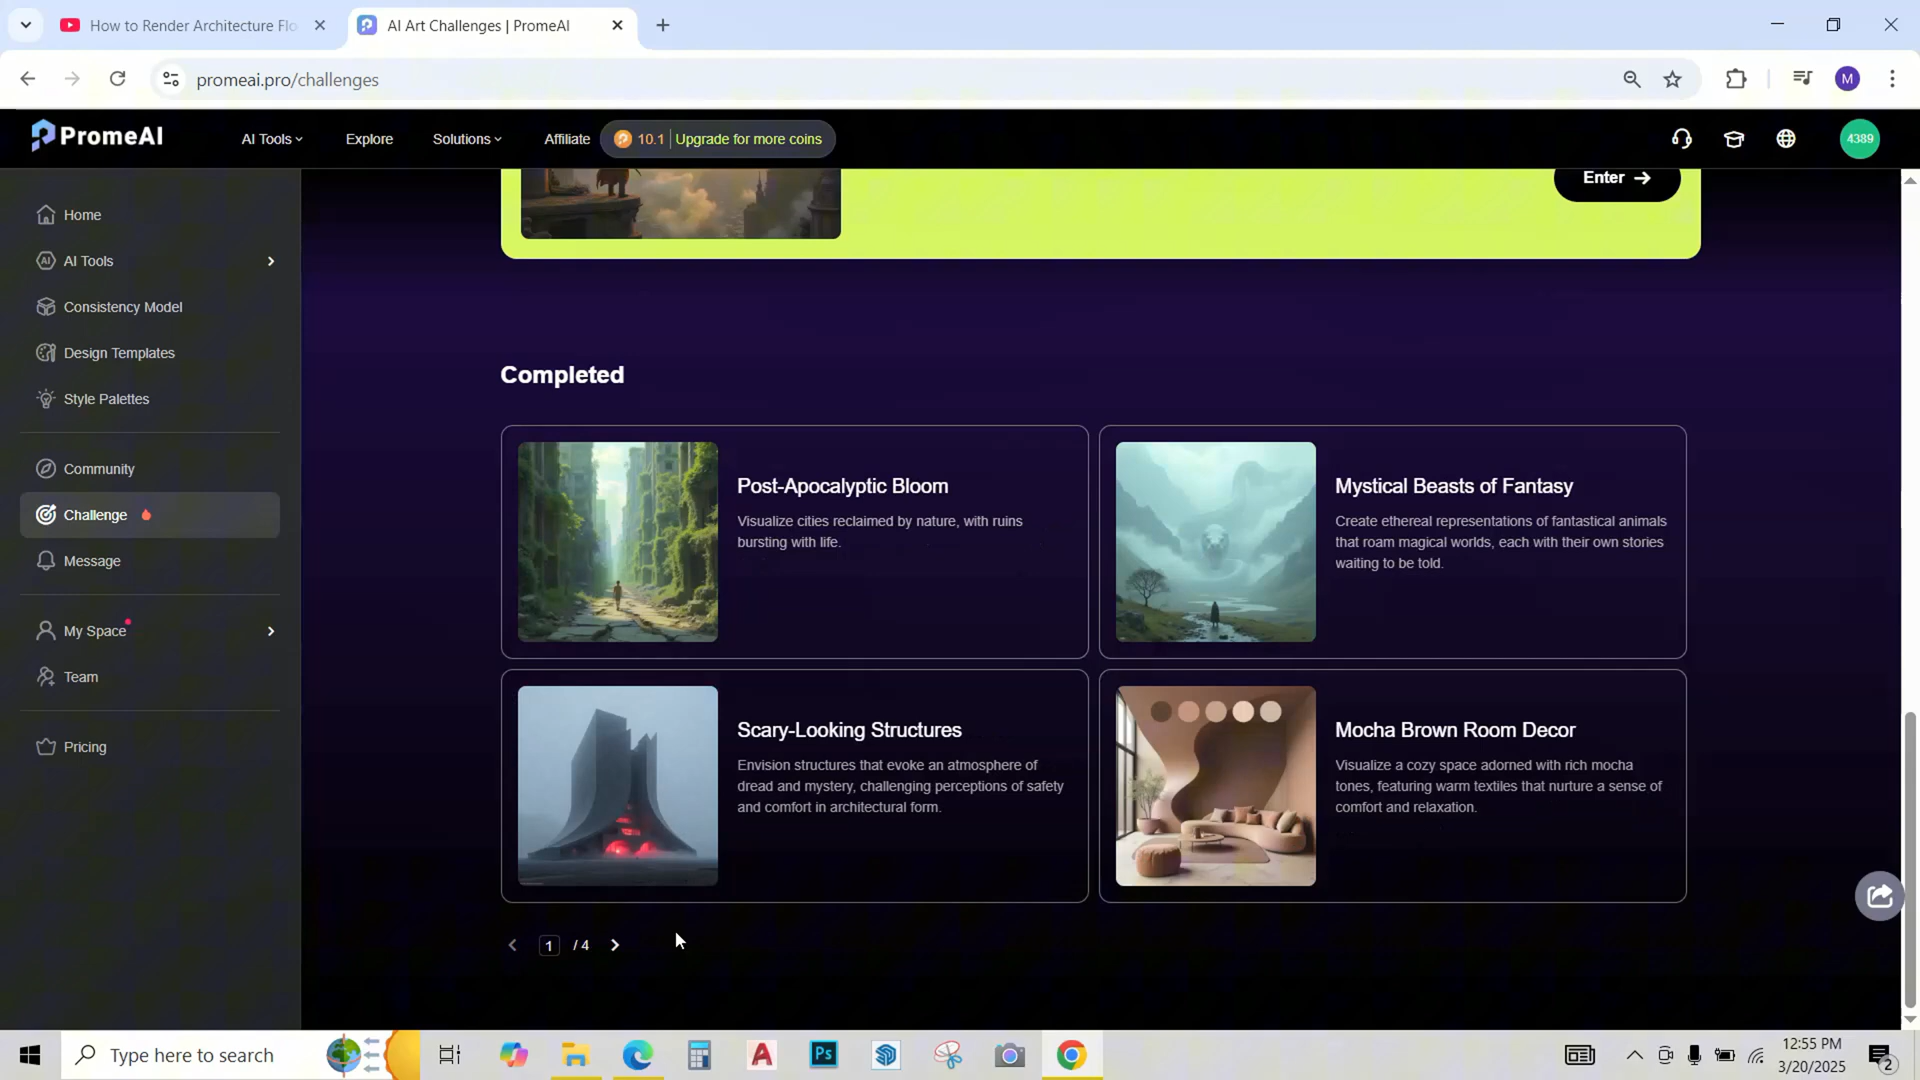 How to Render Architecture Flo
AI Art Challenges | PromeAI
promeai.pro/challenges
M
PromeAI
AI Tools
Explore
Solutions
Affiliate
10.1 | Upgrade for more coins
4389
Home
AI Tools
Consistency Model
Design Templates
Style Palettes
Community
Challenge
Message
My Space
Team
Pricing
Enter →
Completed
Post-Apocalyptic Bloom
Visualize cities reclaimed by nature, with ruins
bursting with life.
Mystical Beasts of Fantasy
Create ethereal representations of fantastical animals
that roam magical worlds, each with their own stories
waiting to be told.
Scary-Looking Structures
Envision structures that evoke an atmosphere of
dread and mystery, challenging perceptions of safety
and comfort in architectural form.
Mocha Brown Room Decor
Visualize a cozy space adorned with rich mocha
tones, featuring warm textiles that nurture a sense of
comfort and relaxation.
1 / 4
Type here to search
A
Ps
12:55 PM
3/20/2025
2